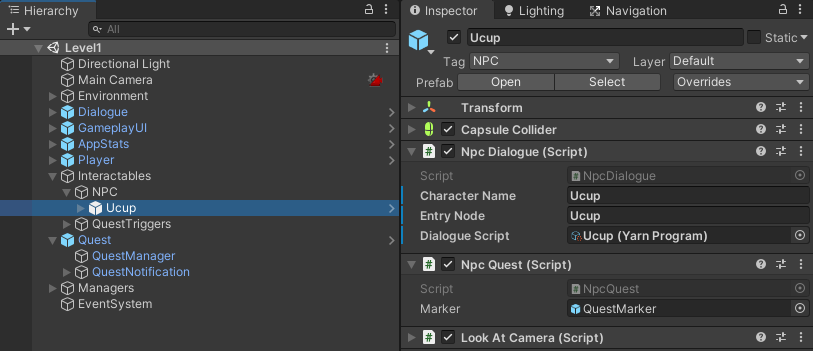 Hierarchy
All
Level1
Directional Light
Main Camera
Environment
Dialogue
GameplayUI
AppStats
Player
Interactables
NPC
Ucup
QuestTriggers
Quest
QuestManager
QuestNotification
Managers
EventSystem
Inspector Lighting Navigation
Ucup Static
Tag NPC Layer Default
Prefab Open Select Overrides
Transform
Capsule Collider
Npc Dialogue (Script)
Script NpcDialogue
Character Name Ucup
Entry Node Ucup
Dialogue Script Ucup (Yarn Program)
Npc Quest (Script)
Script NpcQuest
Marker QuestMarker
Look At Camera (Script)